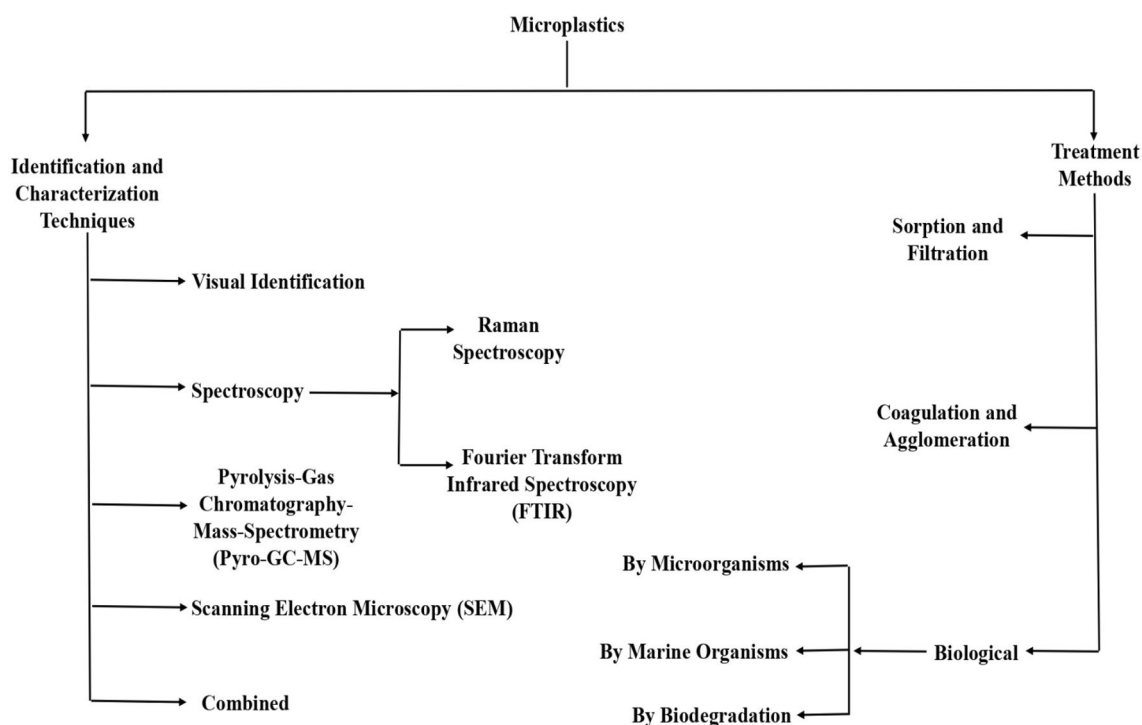 Microplastics
Identification and
Characterization
Techniques
Visual Identification
Spectroscopy
Raman
Spectroscopy
Fourier Transform
Infrared Spectroscopy
(FTIR)
Pyrolysis-Gas
Chromatography-
Mass-Spectrometry
(Pyro-GC-MS)
Scanning Electron Microscopy (SEM)
Combined
Treatment
Methods
Sorption and
Filtration
Coagulation and
Agglomeration
Biological
By Microorganisms
By Marine Organisms
By Biodegradation